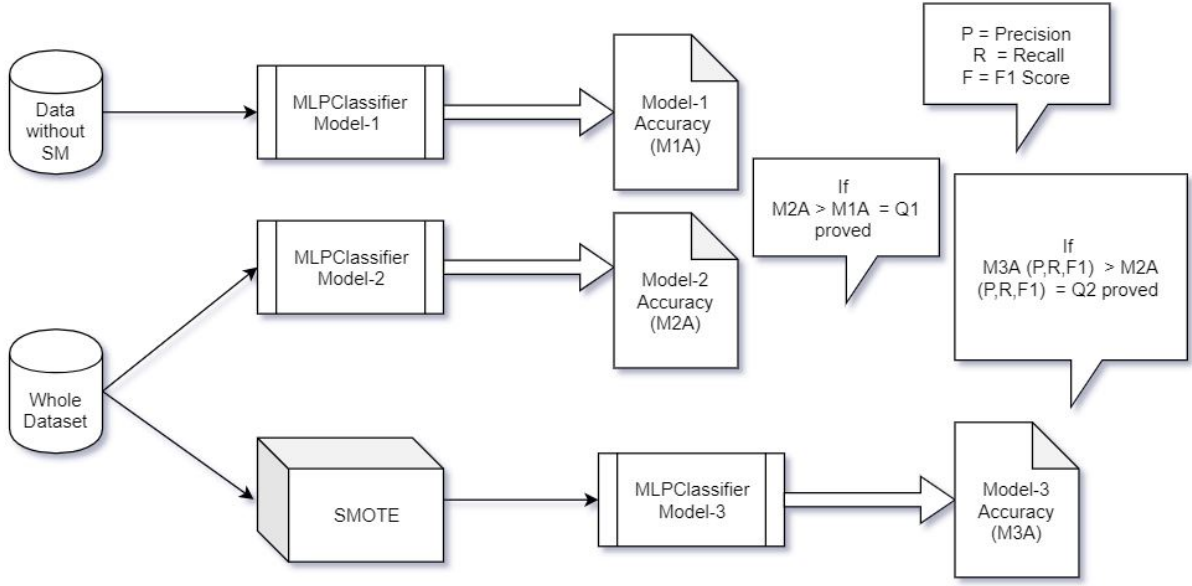 Data
without
SM
MLPClassifier
Model-1
Model-1
Accuracy
(M1A)
P = Precision
R = Recall
F = F1 Score
If
M2A > M1A = Q1
proved
MLPClassifier
Model-2
Model-2
Accuracy
(M2A)
If
M3A (P,R,F1) > M2A
(P,R,F1) = Q2 proved
Whole
Dataset
SMOTE
MLPClassifier
Model-3
Model-3
Accuracy
(M3A)